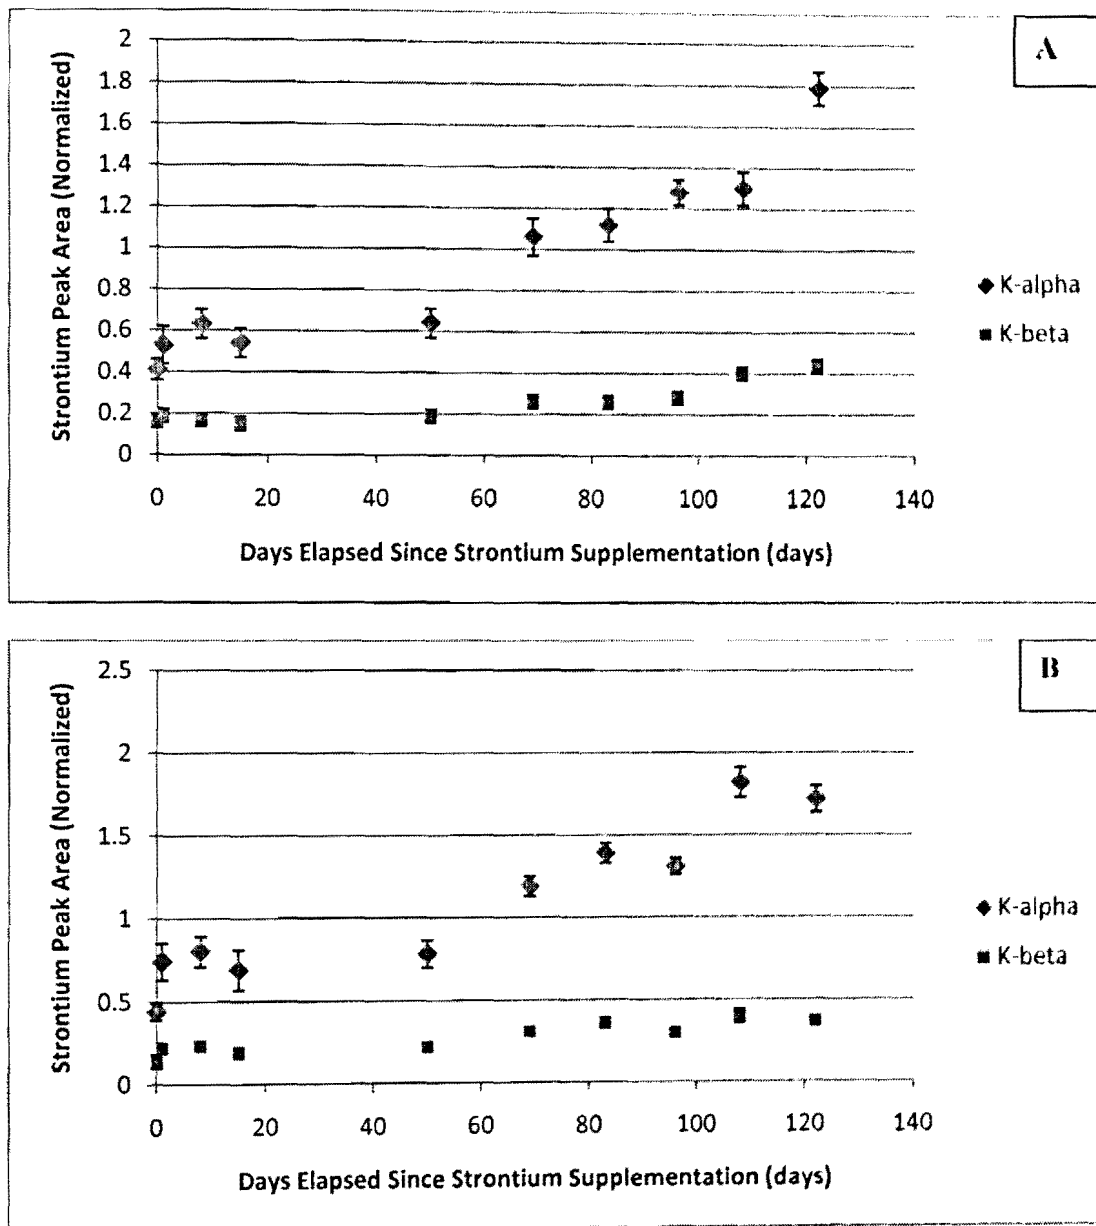 A
2
1.8
1.6
1.4
1.2
1
0.8
0.6
0.4
0.2
0
Strontium Peak Area (Normalized)
0 20 40 60 80 100 120 140
Days Elapsed Since Strontium Supplementation (days)
K-alpha
K-beta
B
2.5
2
1.5
1
0.5
0
Strontium Peak Area (Normalized)
0 20 40 60 80 100 120 140
Days Elapsed Since Strontium Supplementation (days)
K-alpha
K-beta